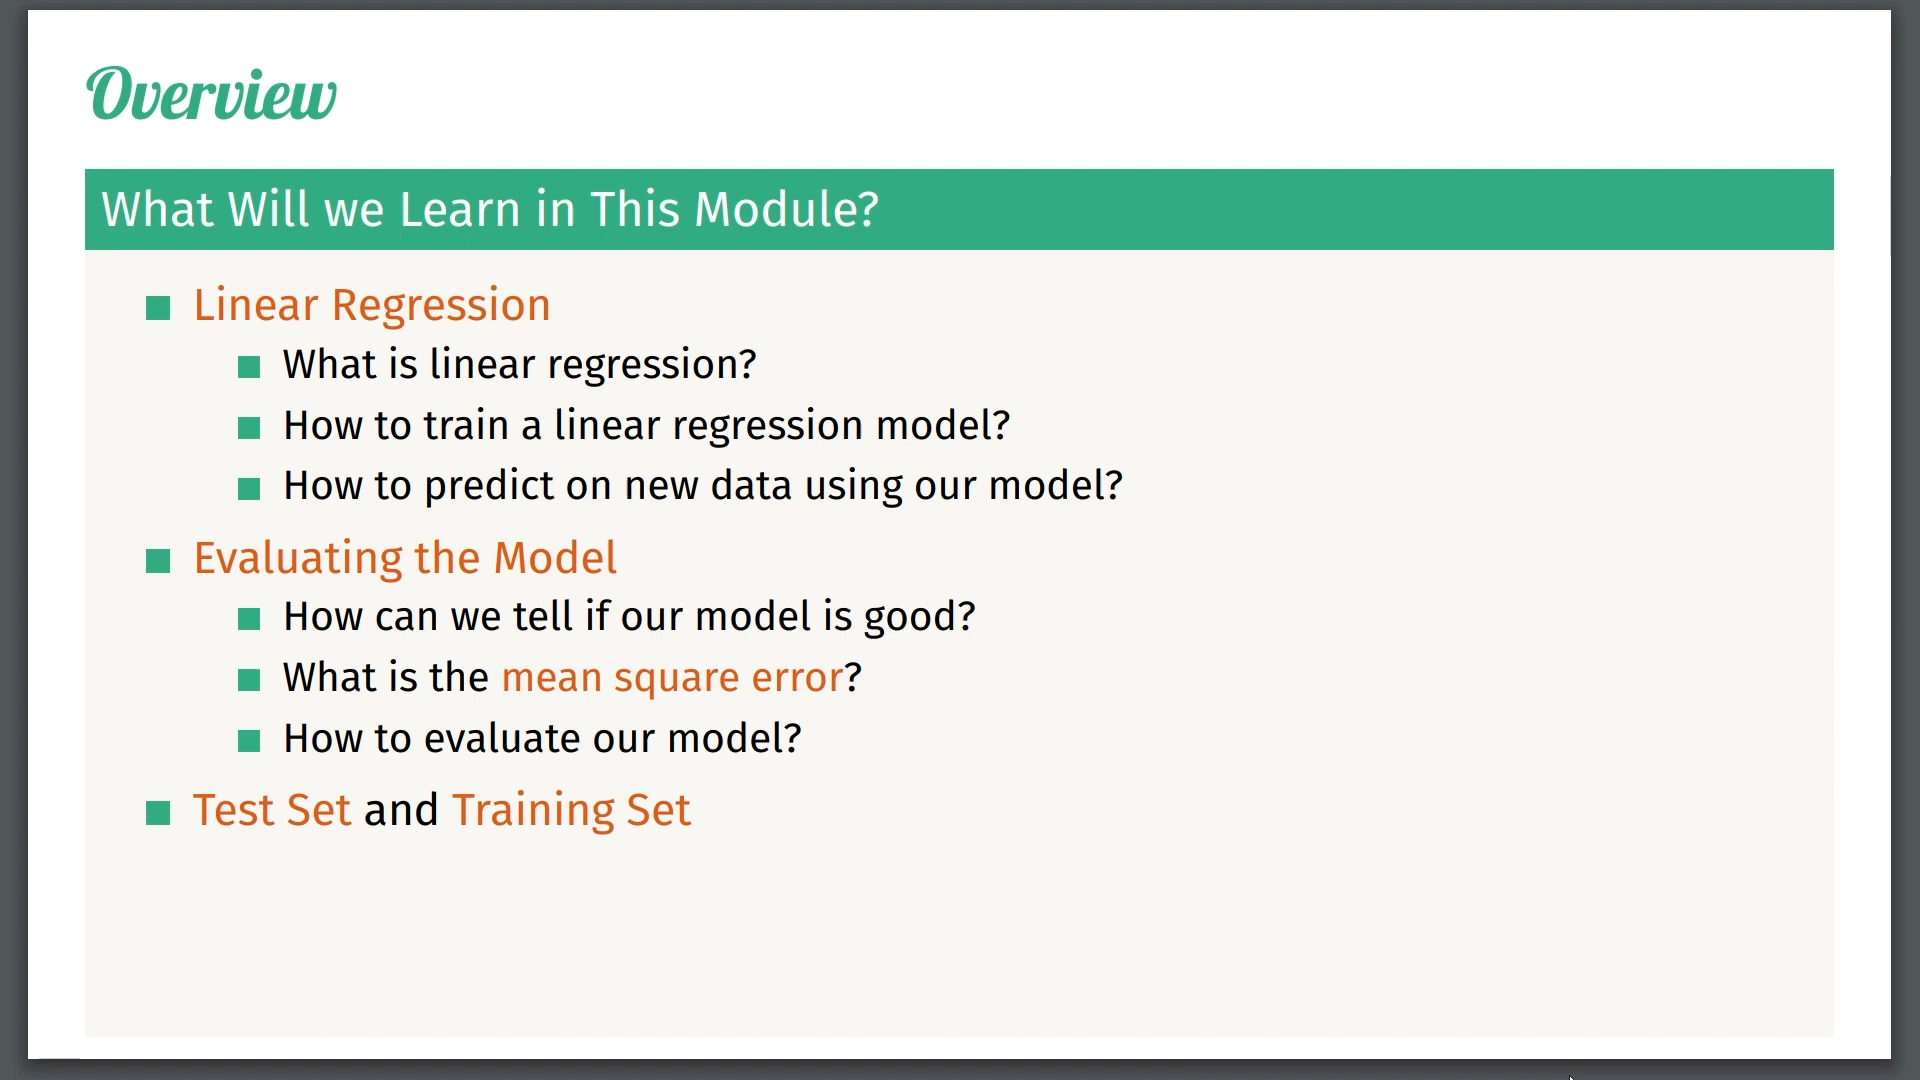 Overview
What Will we Learn in This Module?
Linear Regression
What is linear regression?
How to train a linear regression model?
How to predict on new data using our model?
Evaluating the Model
How can we tell if our model is good?
What is the mean square error?
How to evaluate our model?
Test Set and Training Set